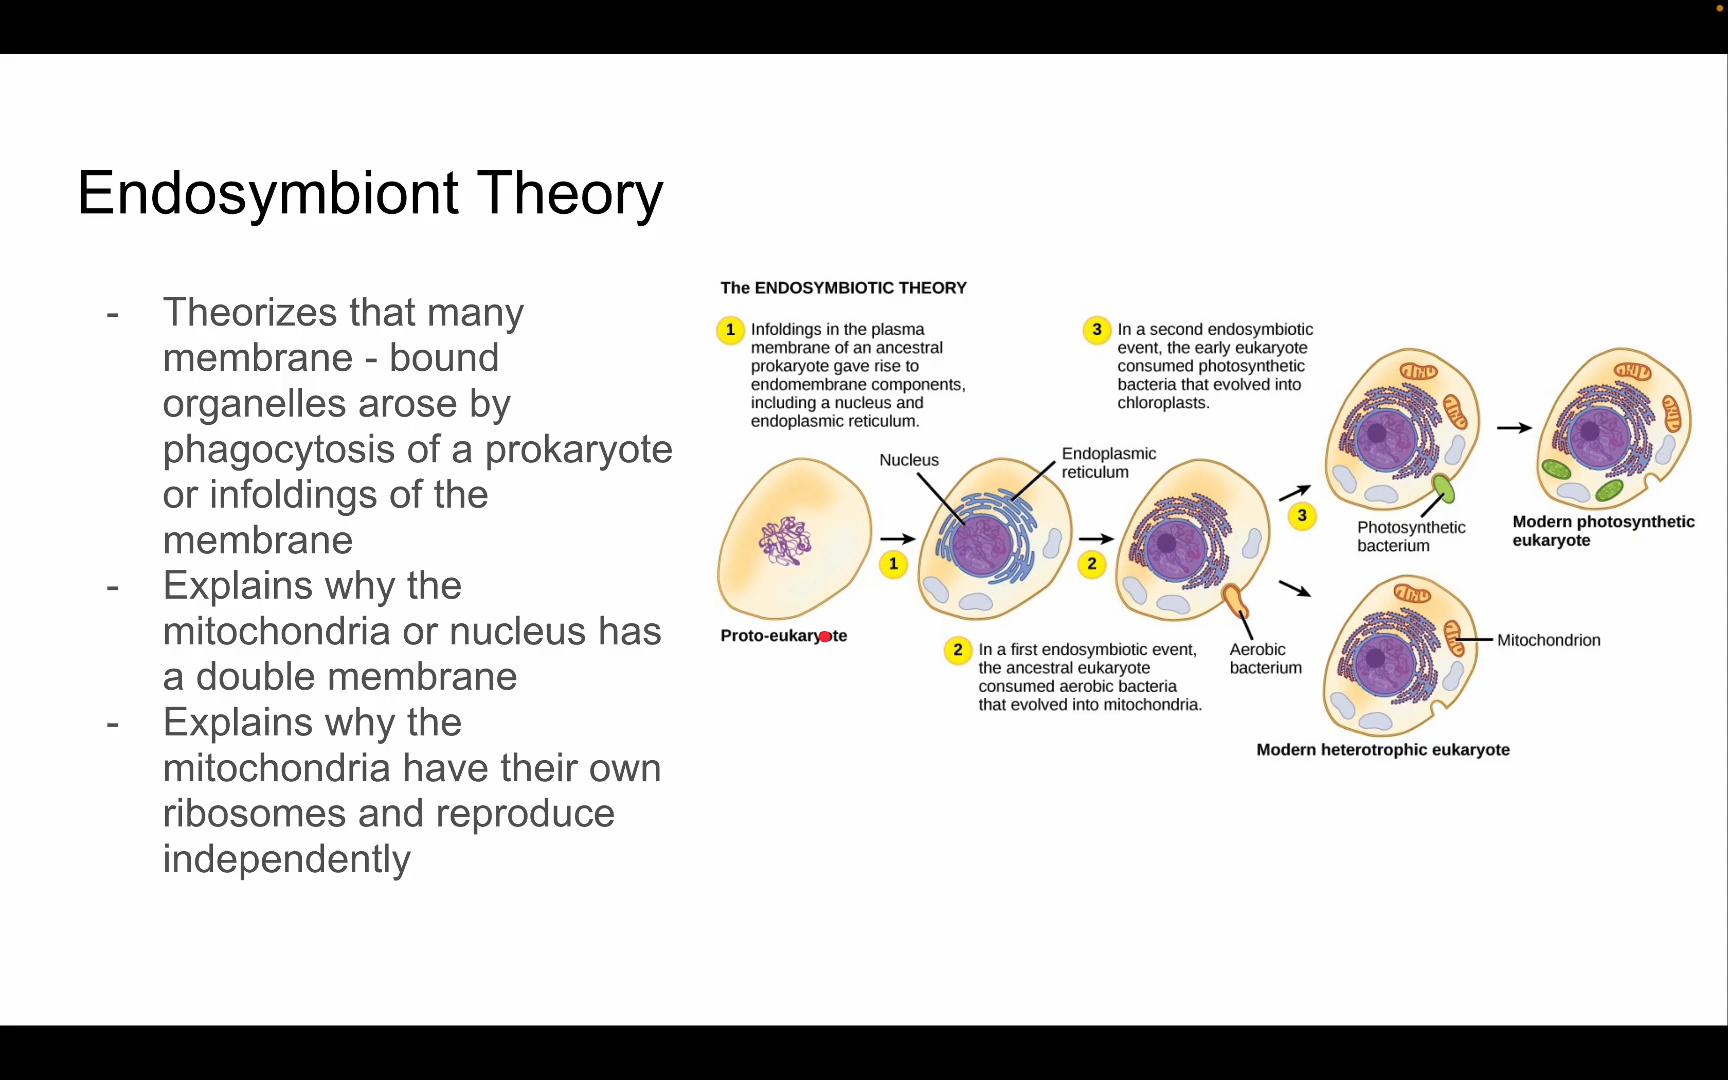 Endosymbiont Theory
- Theorizes that many
membrane - bound
organelles arose by
phagocytosis of a prokaryote
or infoldings of the
membrane
- Explains why the
mitochondria or nucleus has
a double membrane
- Explains why the
mitochondria have their own
ribosomes and reproduce
independently
The ENDOSYMBIOTIC THEORY
1 Infoldings in the plasma
membrane of an ancestral
prokaryote gave rise to
endomembrane components,
including a nucleus and
endoplasmic reticulum.
3 In a second endosymbiotic
event, the early eukaryote
consumed photosynthetic
bacteria that evolved into
chloroplasts.
Nucleus
Endoplasmic
reticulum
1
2
3
Photosynthetic
bacterium
Modern photosynthetic
eukaryote
Proto-eukaryote
2 In a first endosymbiotic event,
the ancestral eukaryote
consumed aerobic bacteria
that evolved into mitochondria.
Aerobic
bacterium
Mitochondrion
Modern heterotrophic eukaryote